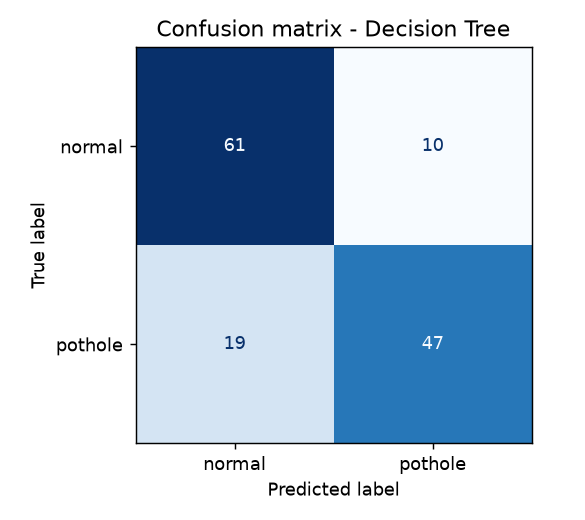 Confusion matrix - Decision Tree
True label
normal
61
10
pothole
19
47
normal
pothole
Predicted label